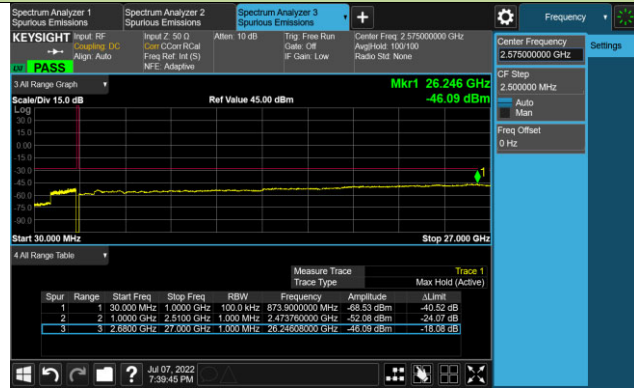 Spectrum Analyzer 1
Spurious Emissions
Spectrum Analyzer 2
Spurious Emissions
Spectrum Analyzer 3
Spurious Emissions
Frequency
KEYSIGHT
Input: RF
Coupling: DC
Align: Auto
Input Z: 50 Ω
Corr CCorr RCal
Freq Ref: Int (S)
NFE: Adaptive
Atten: 10 dB
Trig: Free Run
Gate: Off
IF Gain: Low
Center Freq: 2.575000000 GHz
Avg|Hold: 100/100
Radio Std: None
PASS
Center Frequency
2.575000000 GHz
Settings
CF Step
2.500000 MHz
Auto
Man
Freq Offset
0 Hz
3 All Range Graph
Mkr1 26.246 GHz
Scale/Div 15.0 dB
Ref Value 45.00 dBm
-46.09 dBm
Log
30.0
15.0
0.00
-15.0
-30.0
-45.0
-60.0
-75.0
-90.0
1
Start 30.000 MHz
Stop 27.000 GHz
4 All Range Table
Measure Trace Trace 1
Trace Type Max Hold (Active)
Spur Range Start Freq Stop Freq RBW Frequency Amplitude ΔLimit
1 1 30.000 MHz 1.0000 GHz 100.0 kHz 873.9000000 MHz -68.53 dBm -40.52 dB
2 2 1.0000 GHz 2.5100 GHz 1.000 MHz 2.473760000 GHz -52.08 dBm -24.07 dB
3 3 2.6800 GHz 27.000 GHz 1.000 MHz 26.24608000 GHz -46.09 dBm -18.08 dB
?
Jul 07, 2022
7:39:45 PM